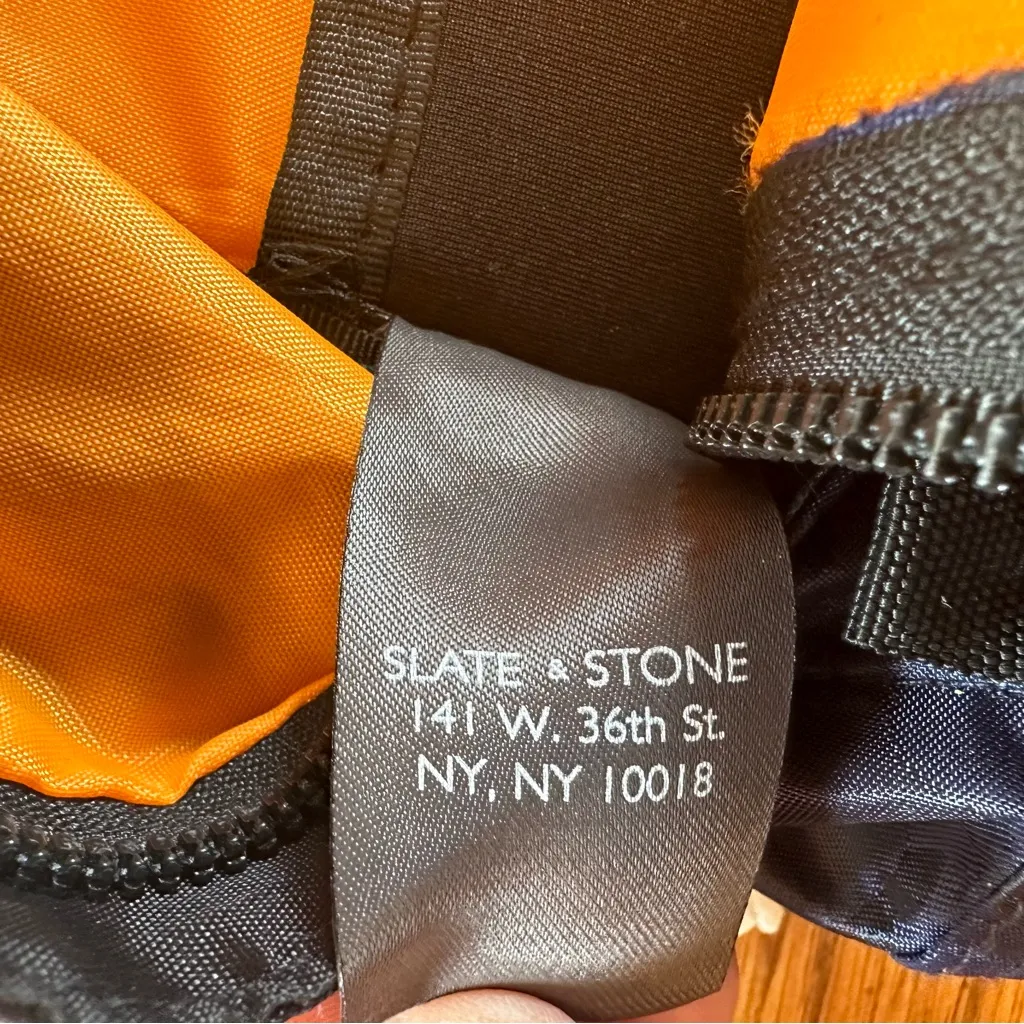 SLATE & STONE
141 W. 36th St.
NY, NY 10018